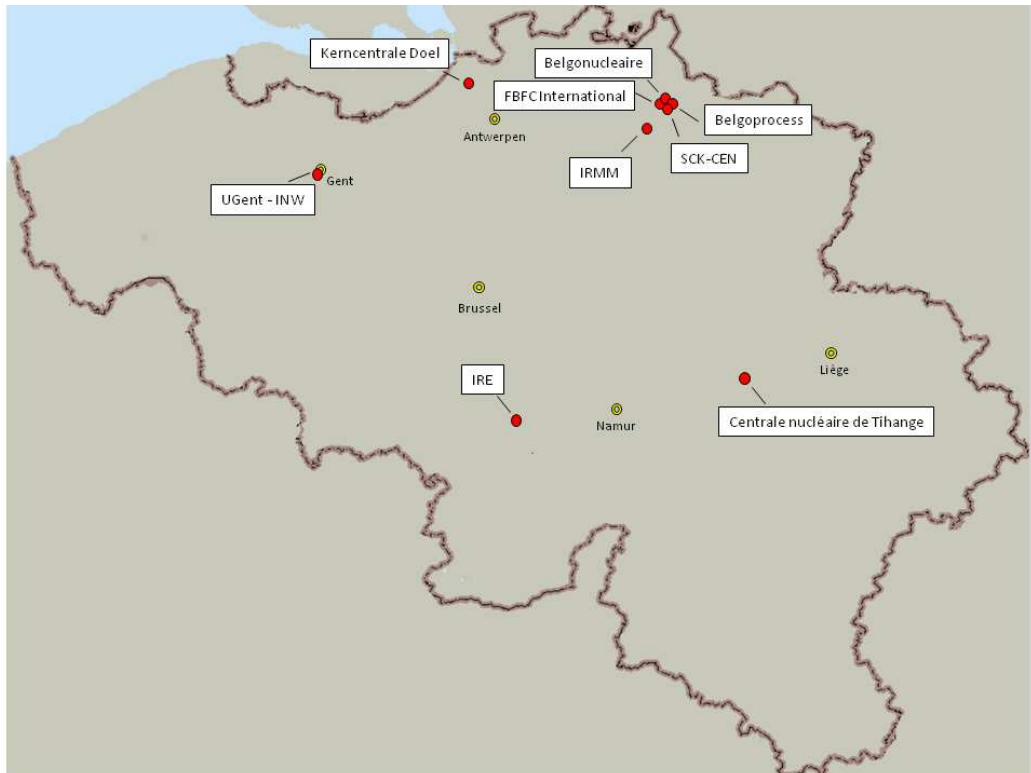 Kerncentrale Doel
Belgonucleaire
FBFC International
Belgoprocess
Antwerpen
SCK-CEN
IRMM
Gent
UGent - INW
Brussel
Liège
IRE
Centrale nucléaire de Tihange
Namur